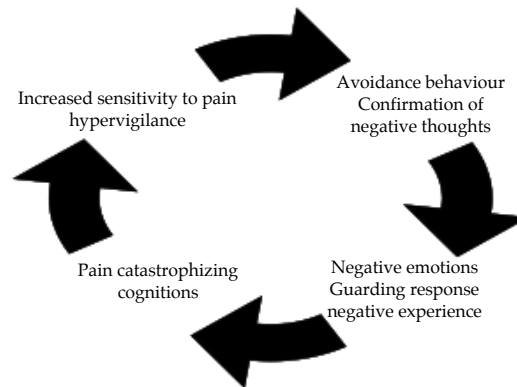 Increased sensitivity to pain
hypervigilance
Avoidance behaviour
Confirmation of
negative thoughts
Negative emotions
Guarding response
negative experience
Pain catastrophizing
cognitions